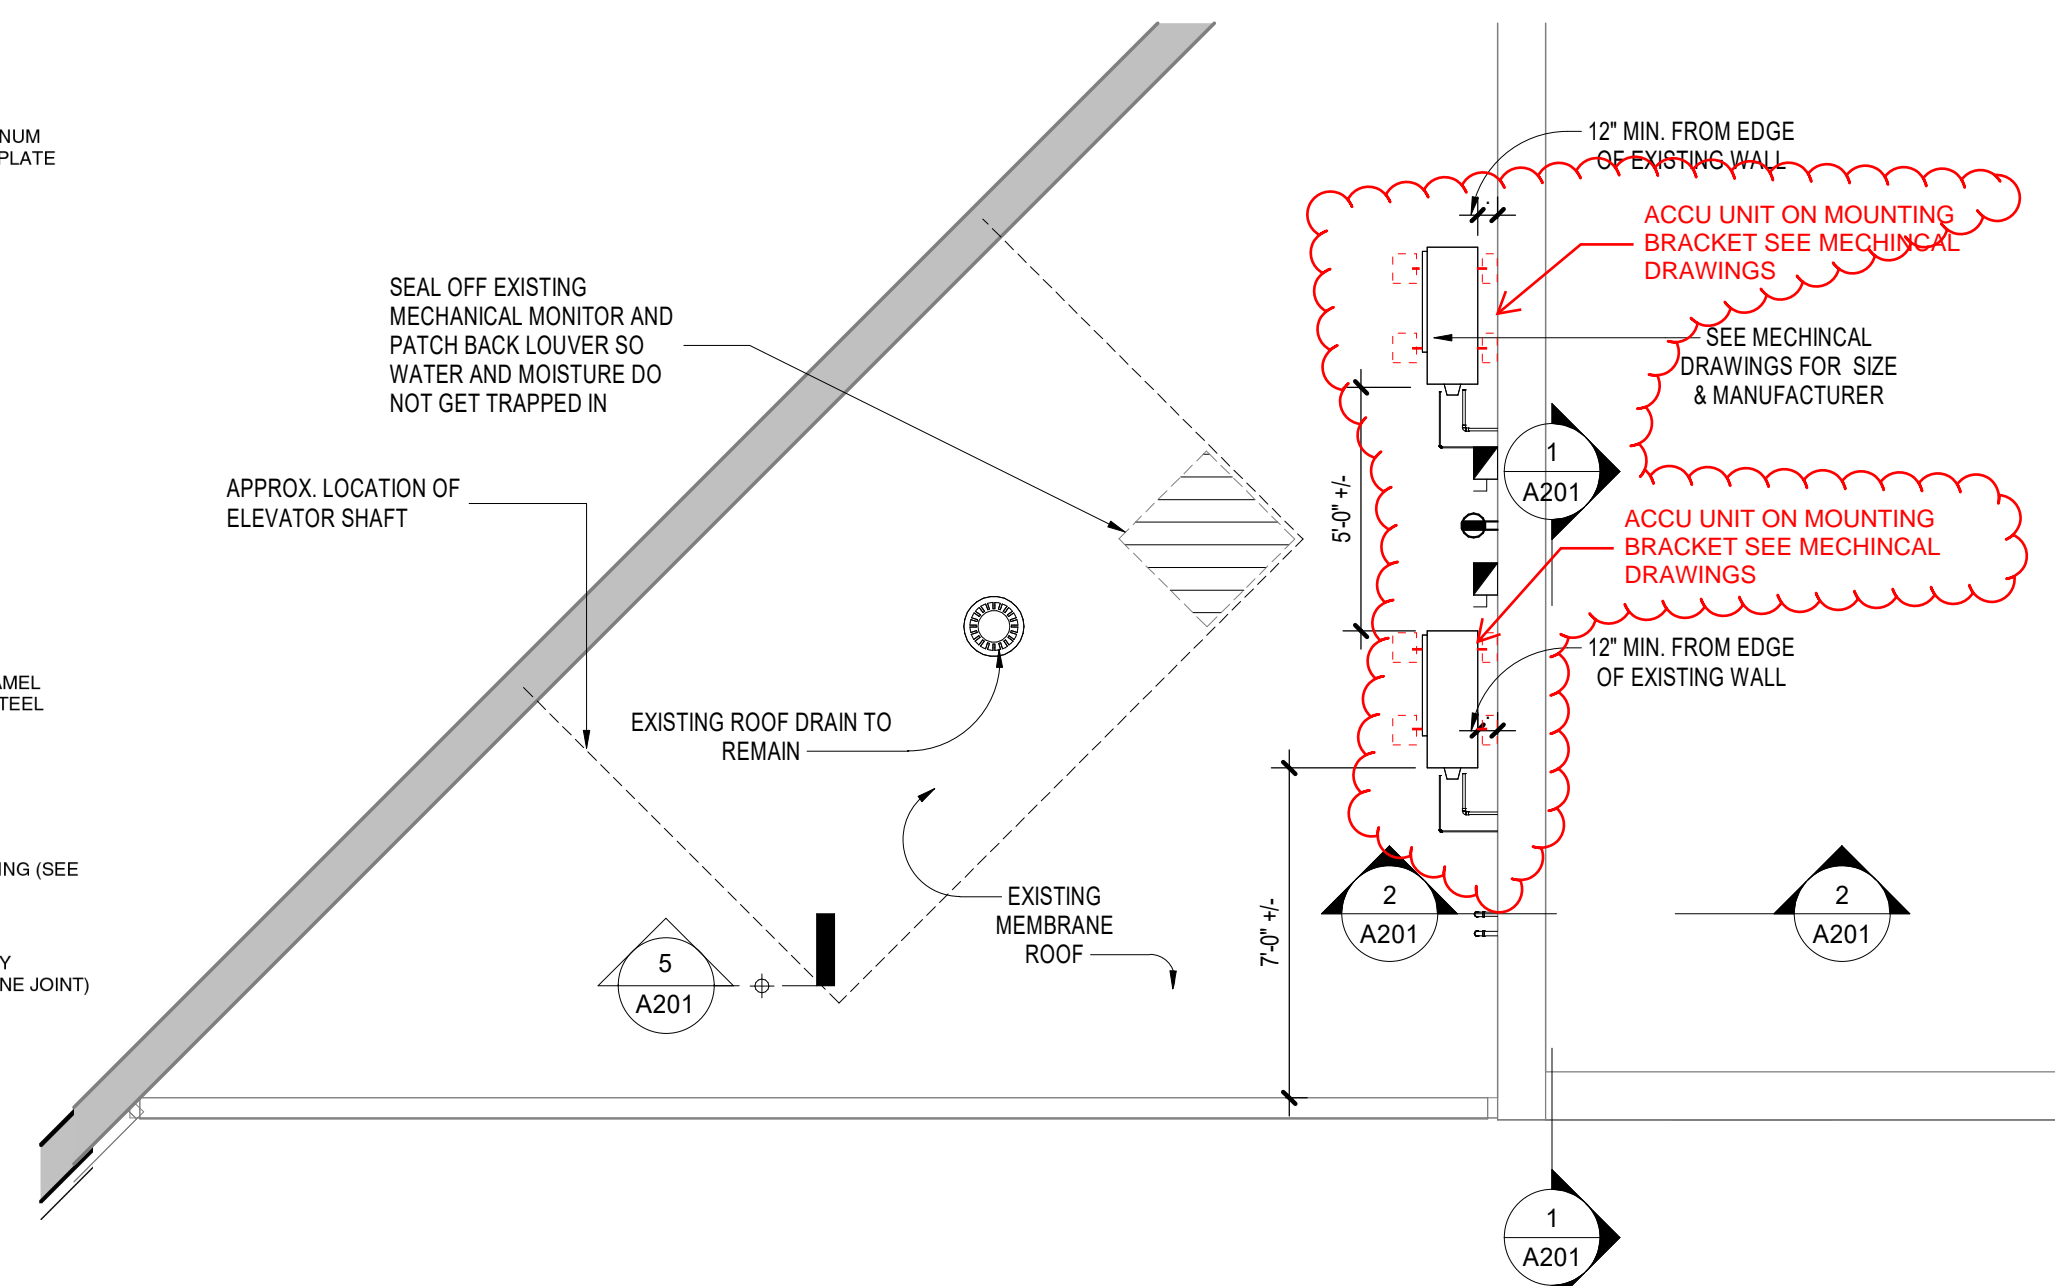 NUM
PLATE
12" MIN. FROM EDGE
OF EXISTING WALL
ACCU UNIT ON MOUNTING
BRACKET SEE MECHINCAL
DRAWINGS
SEAL OFF EXISTING
MECHANICAL MONITOR AND
PATCH BACK LOUVER SO
WATER AND MOISTURE DO
NOT GET TRAPPED IN
SEE MECHINCAL
DRAWINGS FOR SIZE
& MANUFACTURER
APPROX. LOCATION OF
ELEVATOR SHAFT
5'-0" +/-
1
A201
ACCU UNIT ON MOUNTING
BRACKET SEE MECHINCAL
DRAWINGS
12" MIN. FROM EDGE
OF EXISTING WALL
AMEL
TEEL
EXISTING ROOF DRAIN TO
REMAIN
ING (SEE
EXISTING
MEMBRANE
ROOF
7'-0" +/-
2
A201
2
A201
Y
NE JOINT)
5
A201
1
A201